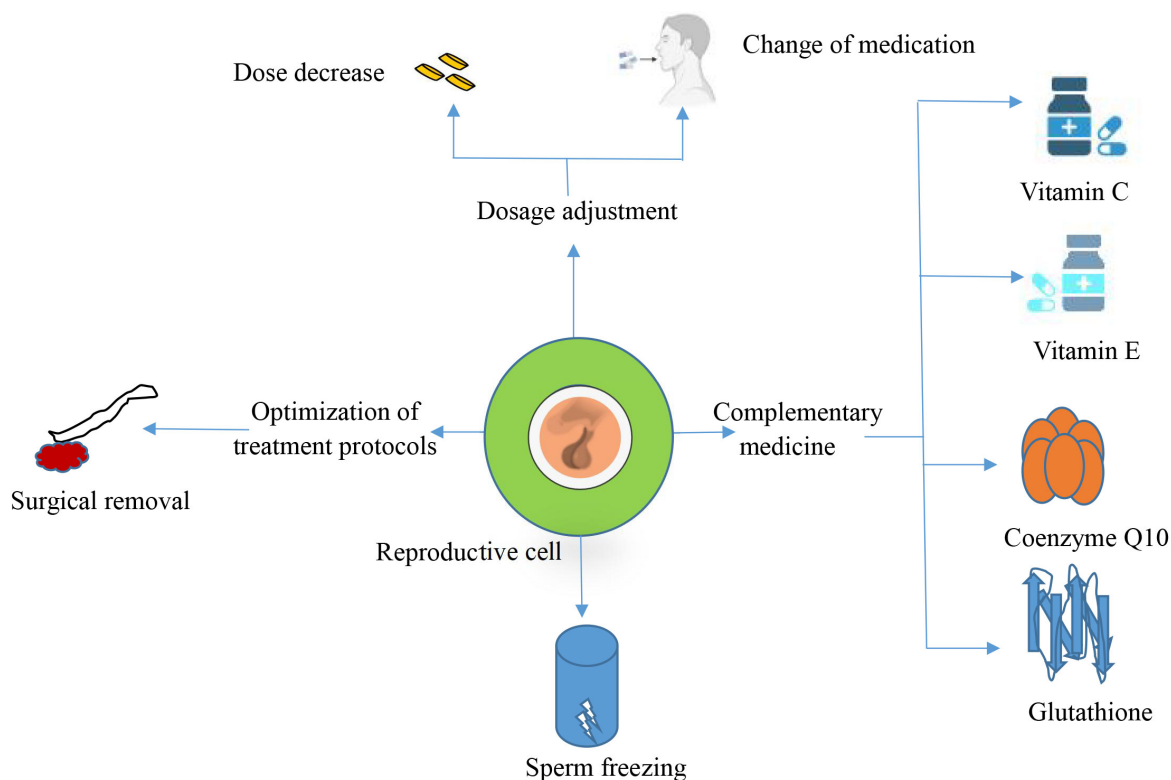 Change of medication
Dose decrease
Vitamin C
Dosage adjustment
Vitamin E
Optimization of
treatment protocols
Complementary
medicine
Surgical removal
Coenzyme Q10
Reproductive cell
Glutathione
Sperm freezing